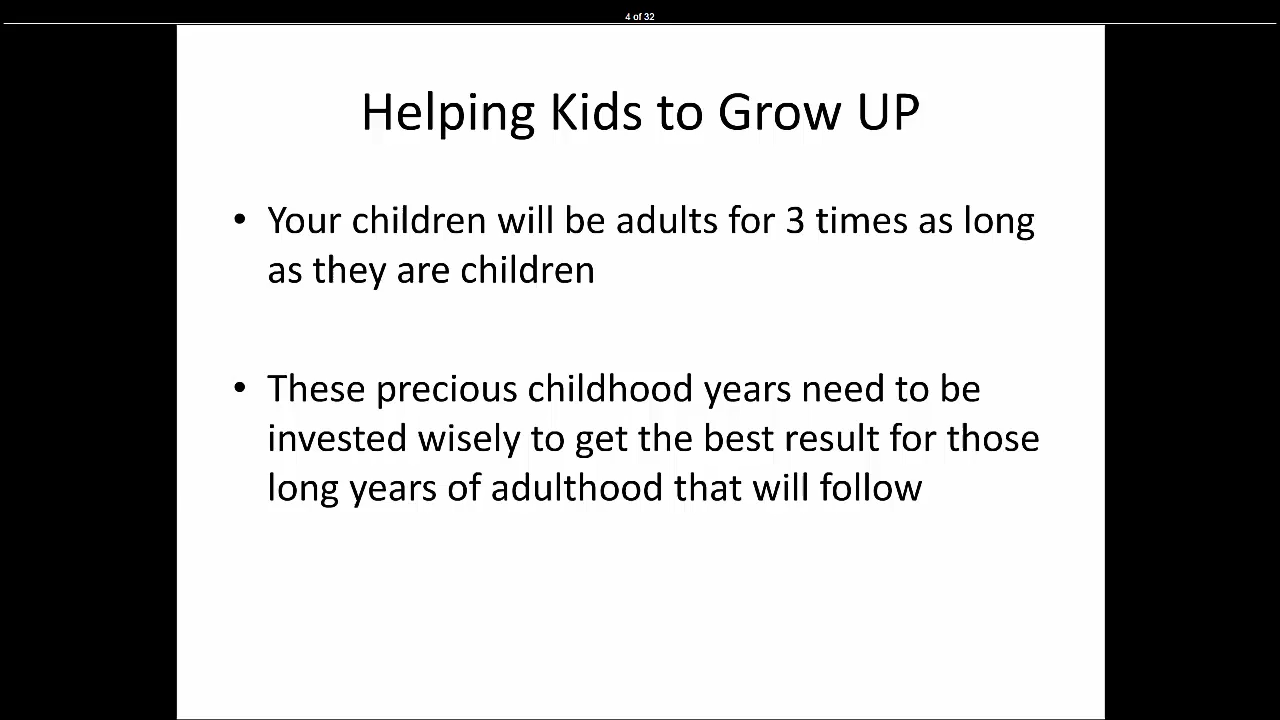 4 of 32
Helping Kids to Grow UP
• Your children will be adults for 3 times as long
as they are children
• These precious childhood years need to be
invested wisely to get the best result for those
long years of adulthood that will follow